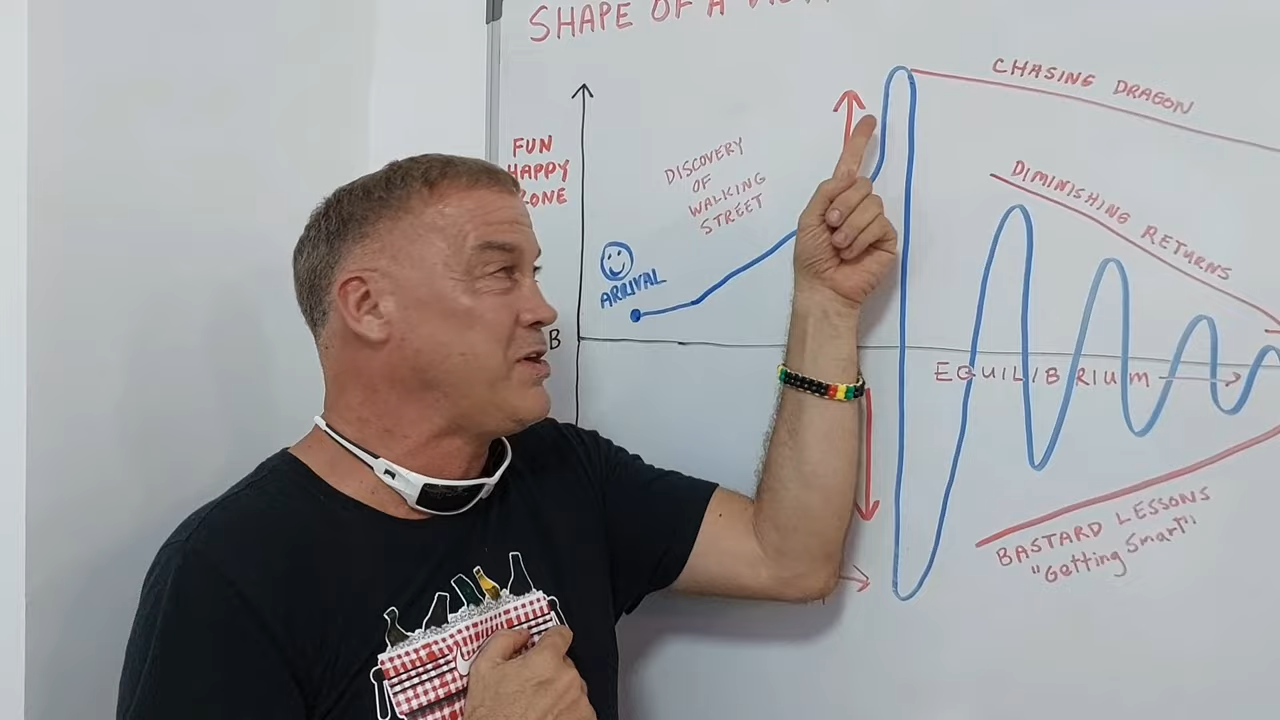 SHAPE OF A
CHASING DRAGON
FUN
HAPPY
ZONE
DISCOVERY
OF
WALKING
STREET
DIMINISHING RETURNS
ARRIVAL
B
EQUILIBRIUM
BASTARD LESSONS
"Getting Smart"